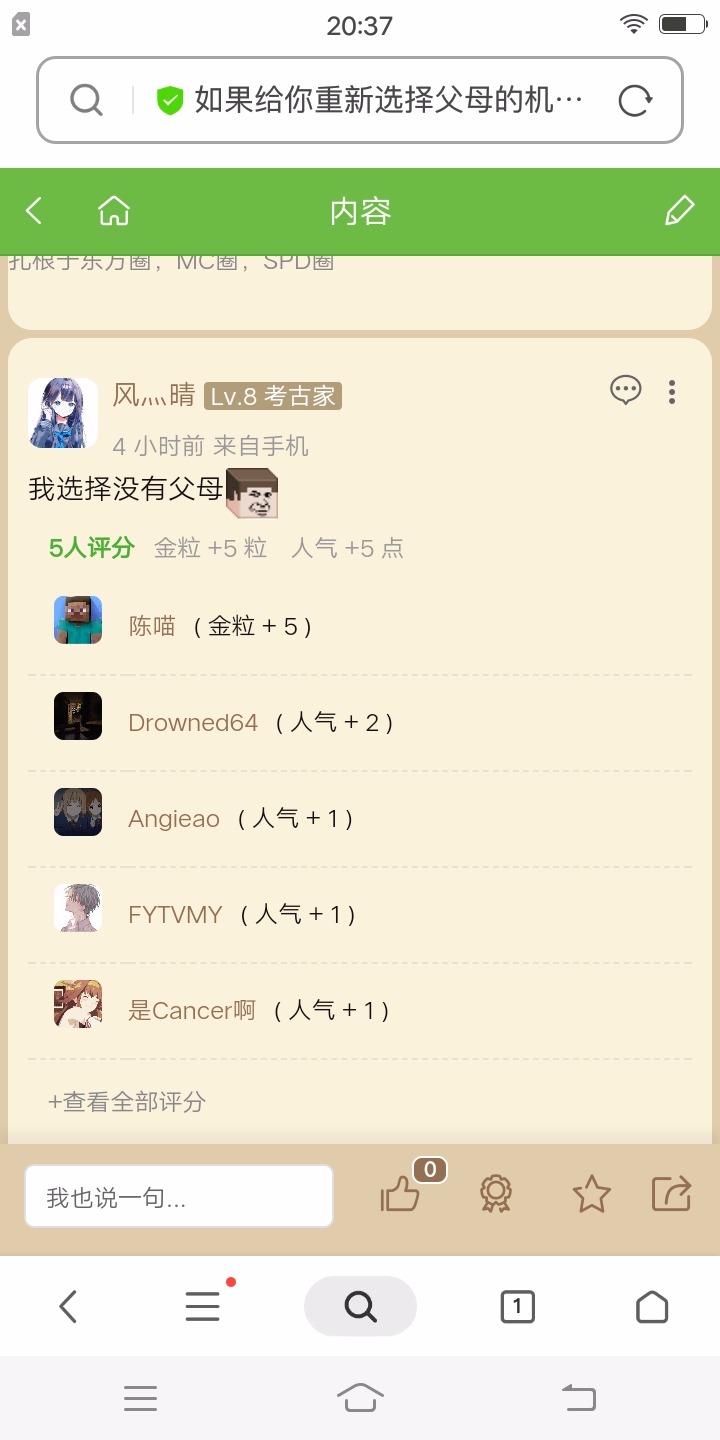 20:37
如果给你重新选择父母的机…
内容
扎根于东方圈，MC圈，SPD圈
风灬晴 Lv.8 考古家
4 小时前 来自手机
我选择没有父母
5人评分 金粒 +5 粒 人气 +5 点
陈喵 ( 金粒 + 5 )
Drowned64 ( 人气 + 2 )
Angieao ( 人气 + 1 )
FYTVMY ( 人气 + 1 )
是Cancer啊 ( 人气 + 1 )
+查看全部评分
我也说一句...
0
1